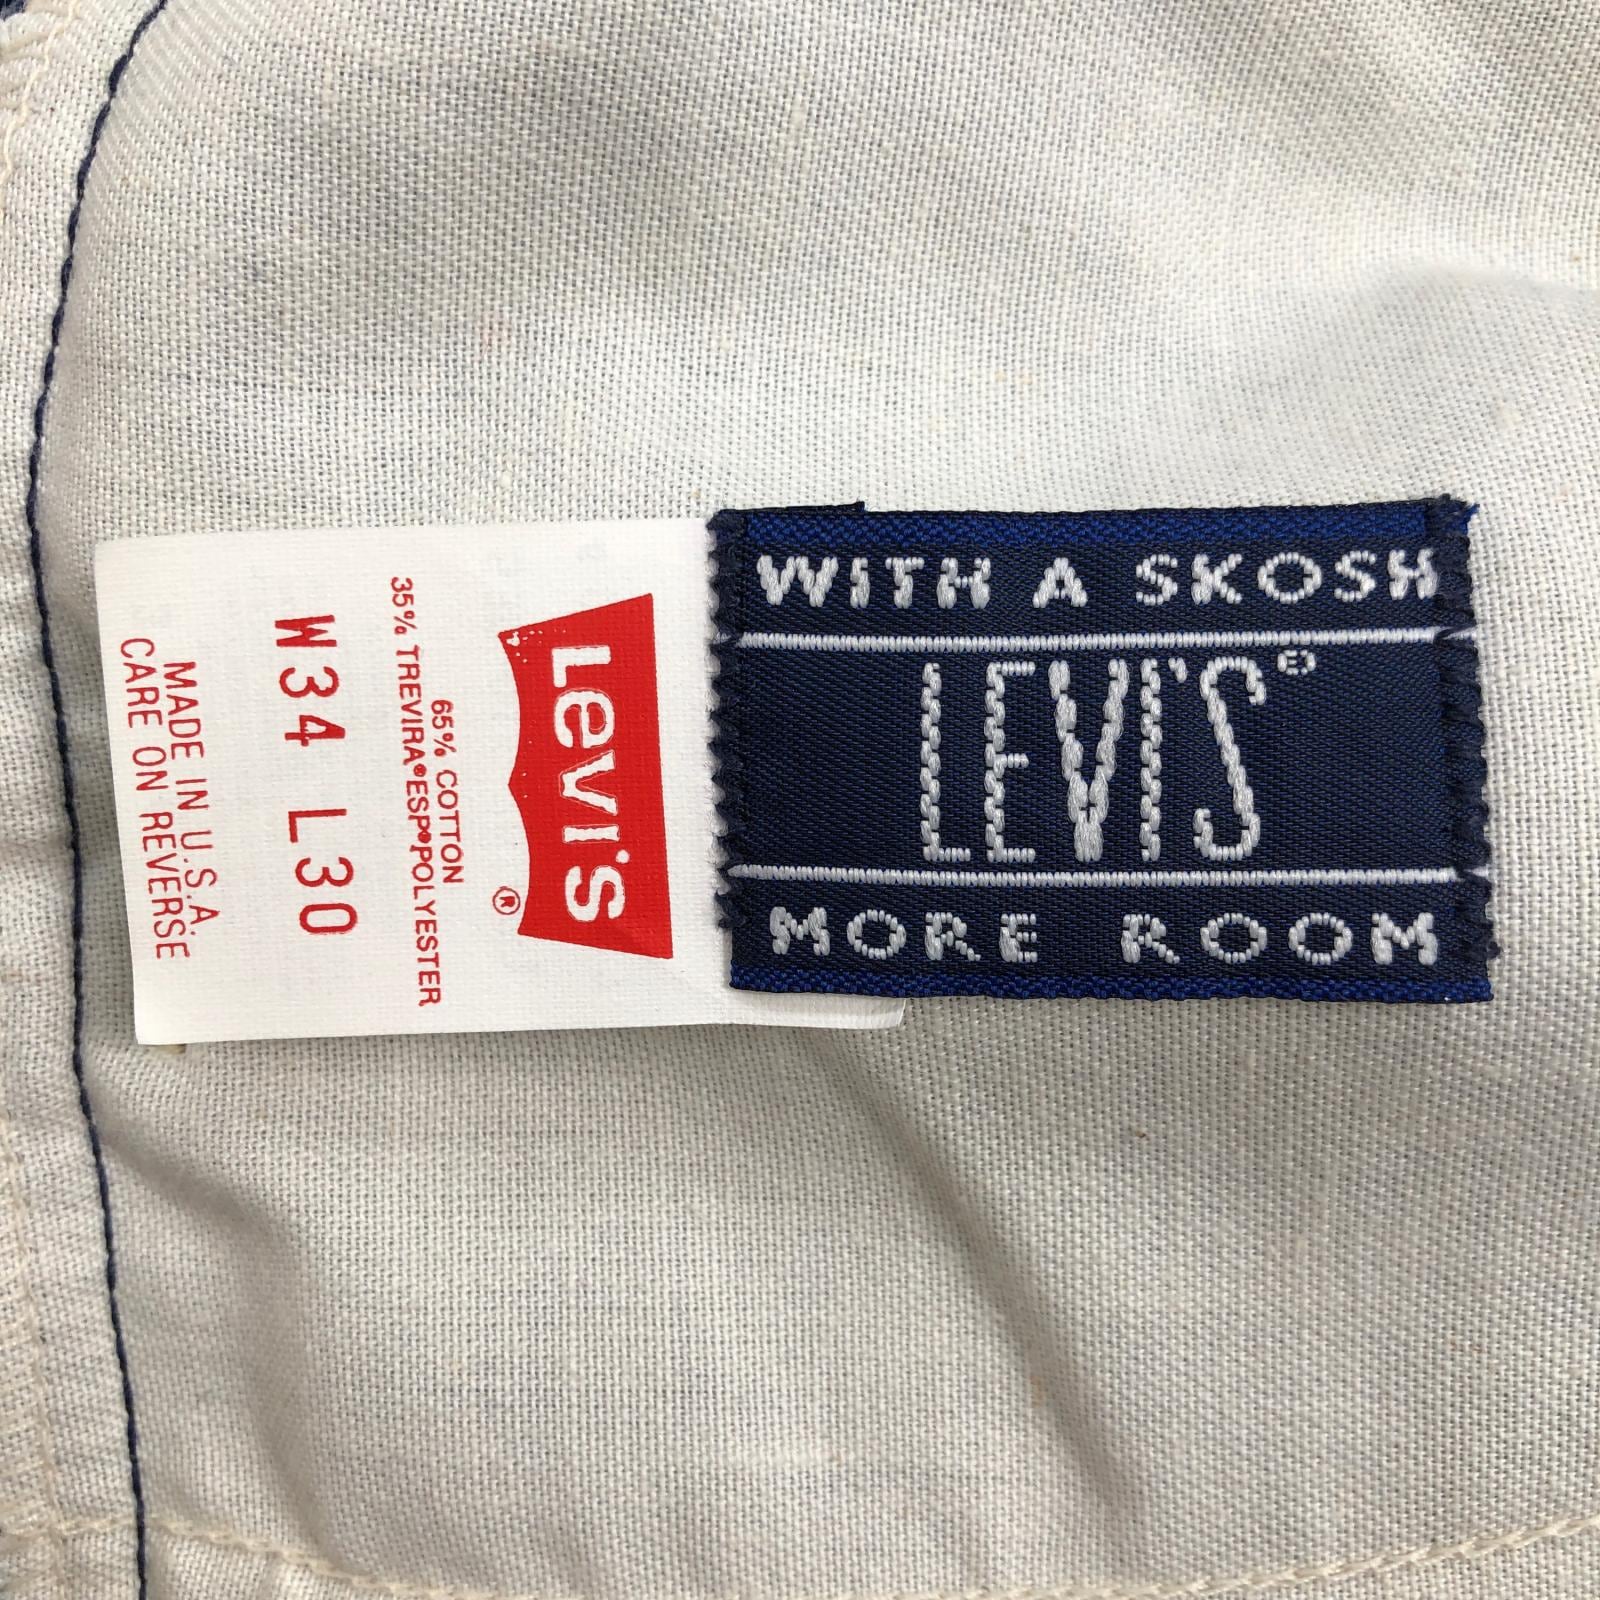 LEVI'S
®
65% COTTON
35% TREVIRA®ESP®POLYESTER
W34 L30
MADE IN U.S.A.
CARE ON REVERSE
WITH A SKOSH
LEVI'S®
MORE ROOM